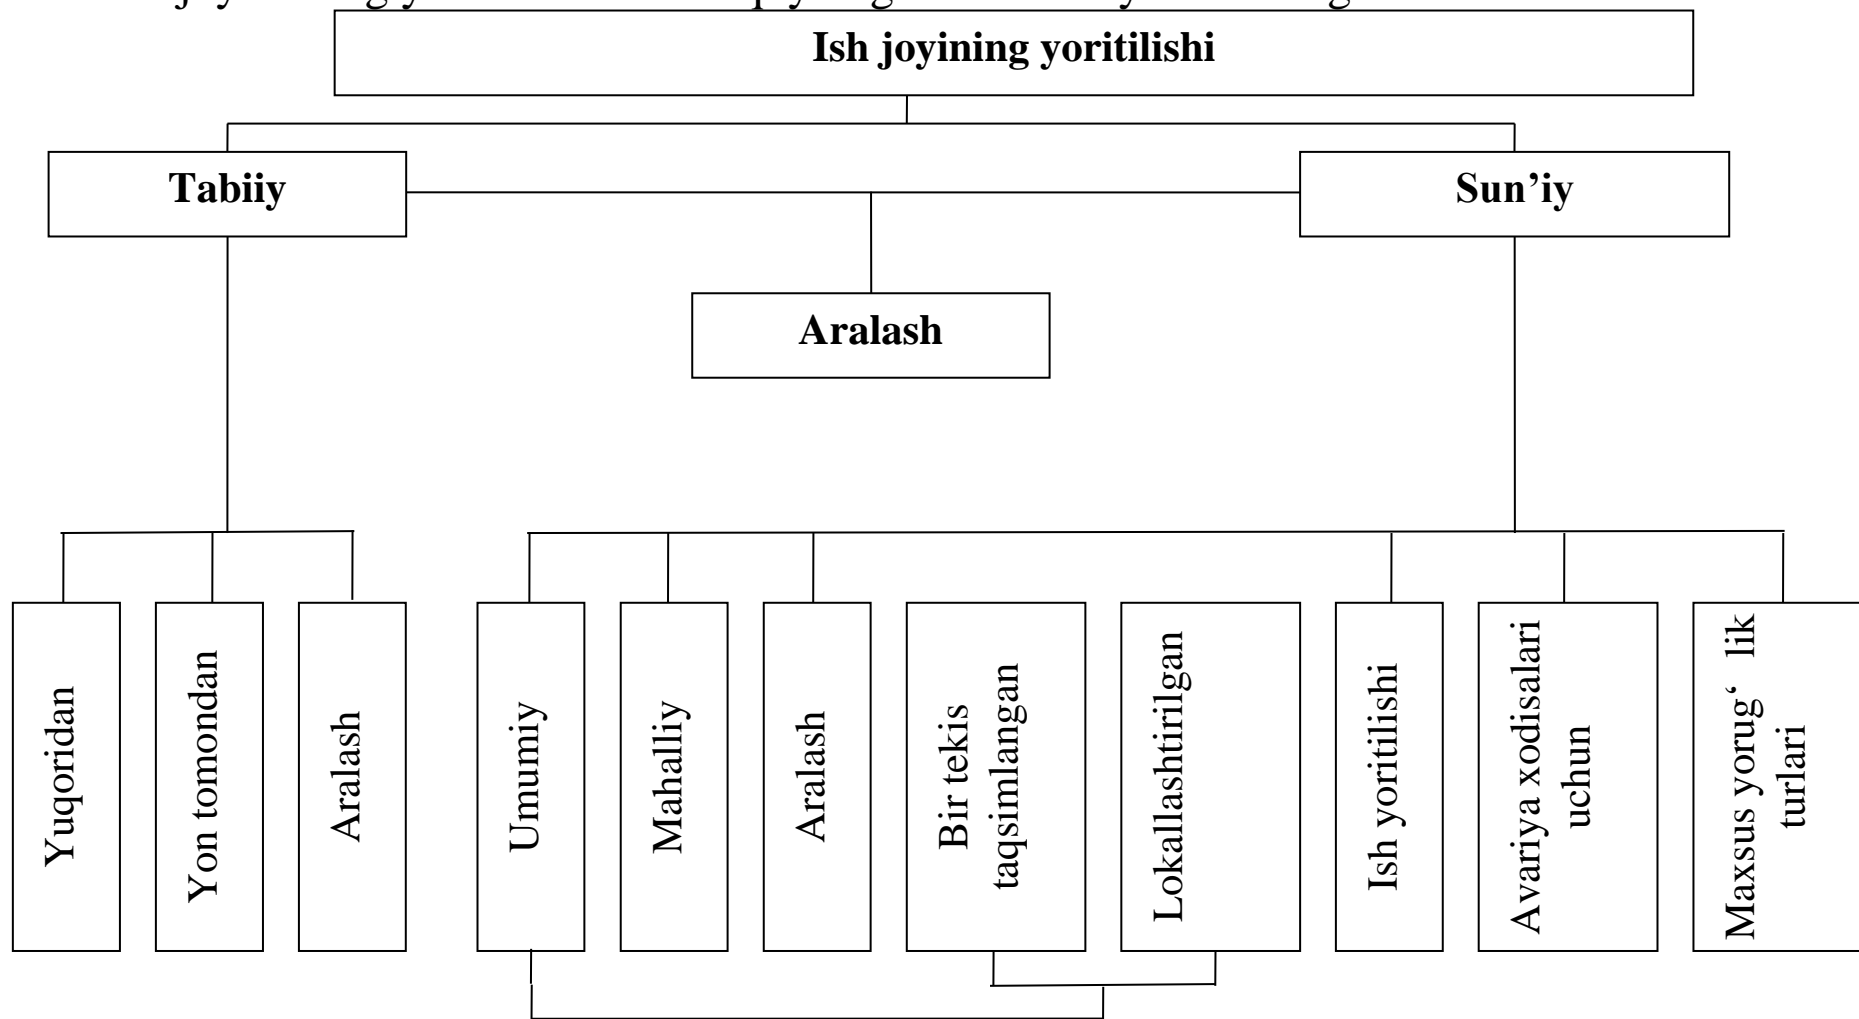 Ish joyining yoritilishi
Tabiiy
Sun’iy
Aralash
Yuqoridan
Yon tomondan
Aralash
Umumiy
Mahalliy
Aralash
Bir tekis
taqsimlangan
Lokallashtirilgan
Ish yoritilishi
Avariya xodisalari
uchun
Maxsus yorug‘ lik
turlari